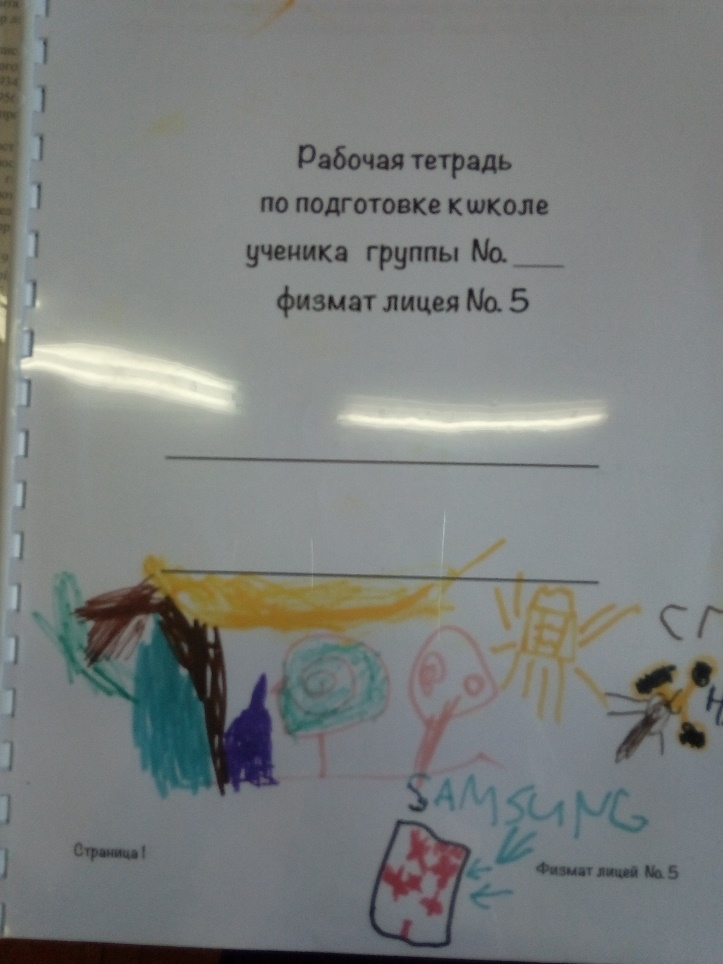 Рабочая тетрадь
по подготовке к школе
ученика группы No. ___
физмат лицея No. 5
SAMSUNG
Страница 1
Физмат лицей No. 5